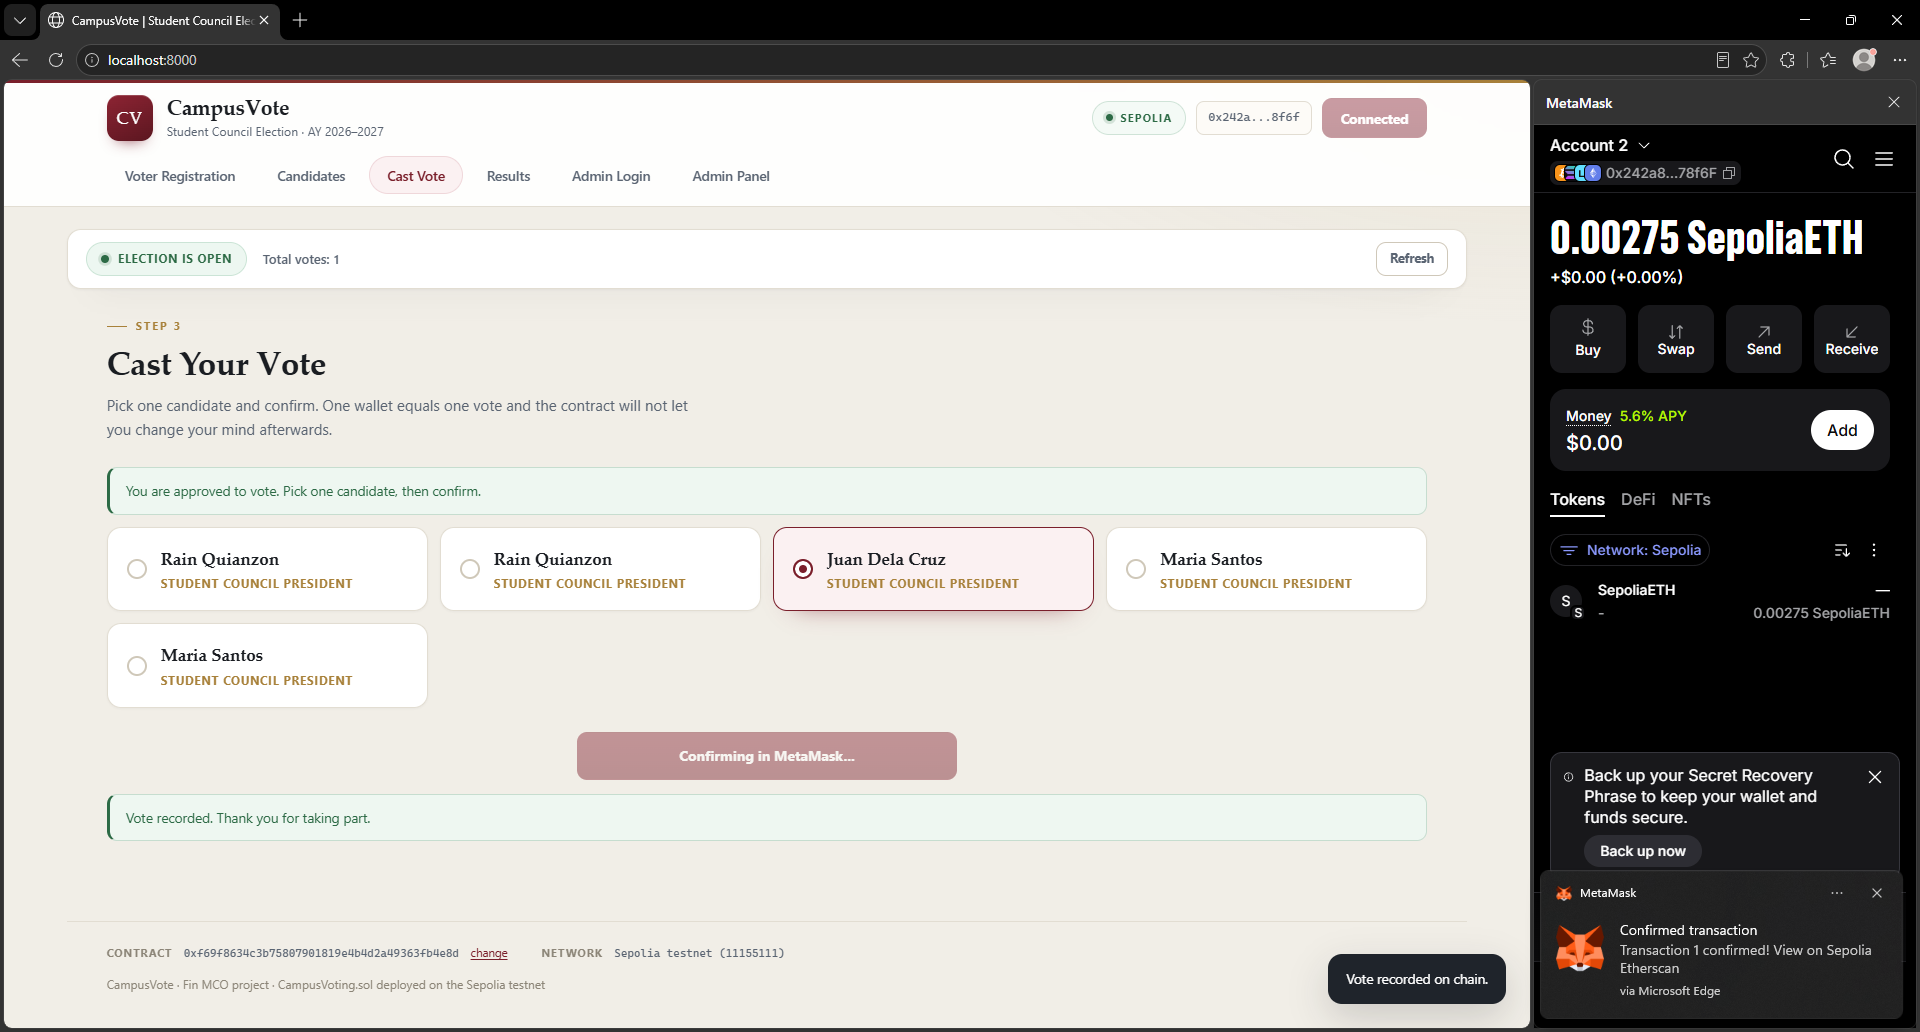 CampusVote | Student Council Ele
localhost:8000
CV
CampusVote
Student Council Election · AY 2026–2027
SEPOLIA
0x242a...8f6f
Connected
Voter Registration
Candidates
Cast Vote
Results
Admin Login
Admin Panel
ELECTION IS OPEN
Total votes: 1
Refresh
STEP 3
Cast Your Vote
Pick one candidate and confirm. One wallet equals one vote and the contract will not let
you change your mind afterwards.
You are approved to vote. Pick one candidate, then confirm.
Rain Quianzon
STUDENT COUNCIL PRESIDENT
Rain Quianzon
STUDENT COUNCIL PRESIDENT
Juan Dela Cruz
STUDENT COUNCIL PRESIDENT
Maria Santos
STUDENT COUNCIL PRESIDENT
Maria Santos
STUDENT COUNCIL PRESIDENT
Confirming in MetaMask...
Vote recorded. Thank you for taking part.
CONTRACT 0xf69f8634c3b75807901819e4b4d2a49363fb4e8d change
NETWORK Sepolia testnet (11155111)
CampusVote · Fin MCO project · CampusVoting.sol deployed on the Sepolia testnet
Vote recorded on chain.
MetaMask
Account 2
0x242a8...78f6F
0.00275 SepoliaETH
+$0.00 (+0.00%)
$
Buy
Swap
Send
Receive
Money 5.6% APY
$0.00
Add
Tokens
DeFi
NFTs
Network: Sepolia
S
S
SepoliaETH
—
-
0.00275 SepoliaETH
Back up your Secret Recovery
Phrase to keep your wallet and
funds secure.
Back up now
MetaMask
Confirmed transaction
Transaction 1 confirmed! View on Sepolia
Etherscan
via Microsoft Edge